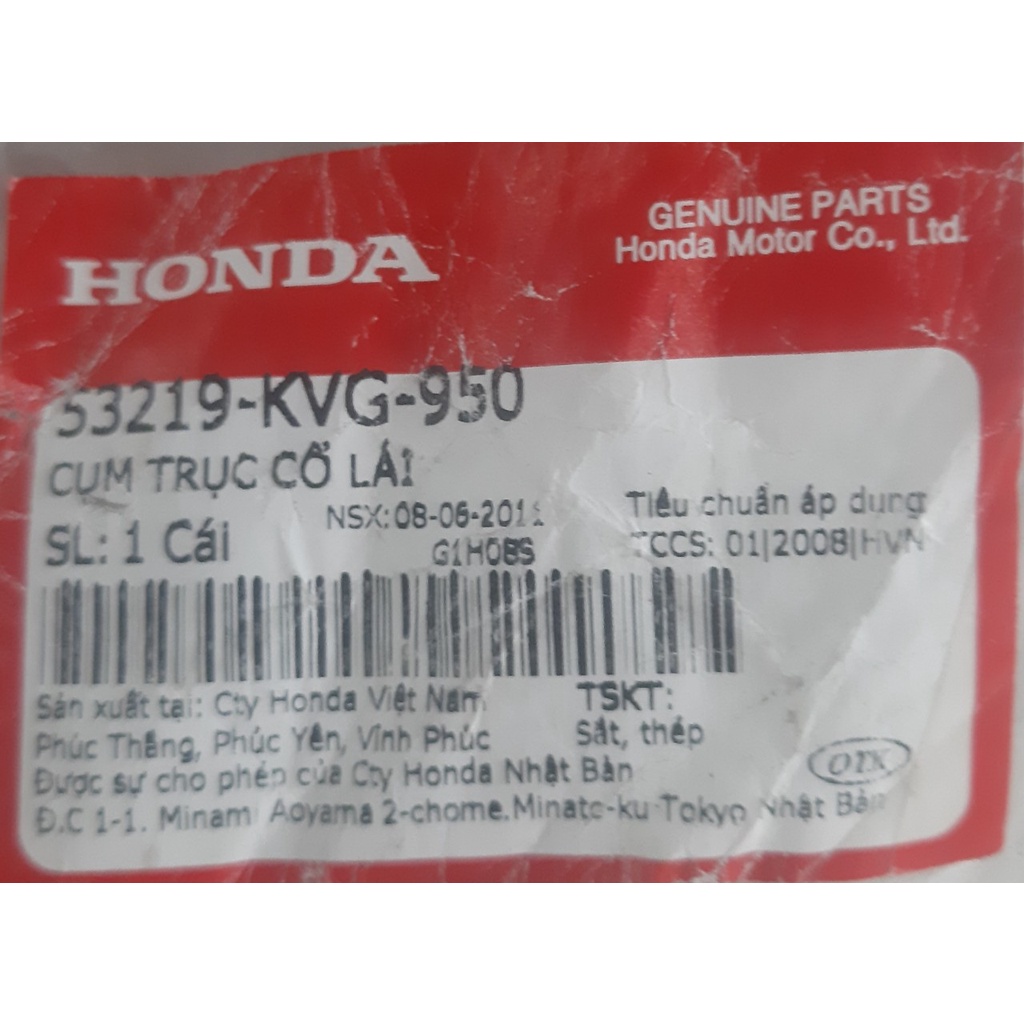 HONDA
GENUINE PARTS
Honda Motor Co., Ltd.
53219-KVG-950
CỤM TRỤC CỔ LÁI
SL: 1 Cái
NSX: 08-06-2011
G1H08S
Tiêu chuẩn áp dụng
TCCS: 01|2008|HVN
Sản xuất tại: Cty Honda Việt Nam
Phúc Thắng, Phúc Yên, Vĩnh Phúc
TSKT:
Sắt, thép
Được sự cho phép của Cty Honda Nhật Bản
Đ.C 1-1. Minami Aoyama 2-chome.Minato-ku Tokyo Nhật Bản
OTK